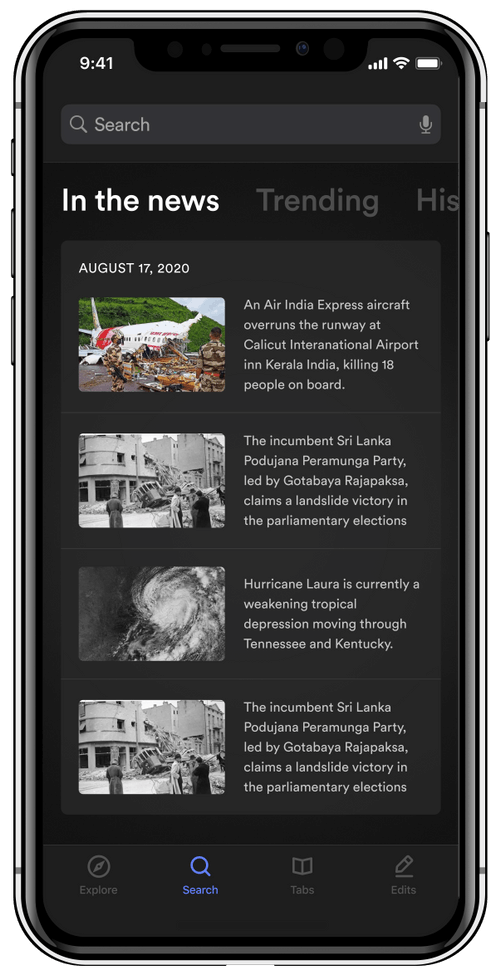 9:41
Search
In the news Trending His
AUGUST 17, 2020
An Air India Express aircraft
overruns the runway at
Calicut Interanational Airport
inn Kerala India, killing 18
people on board.
The incumbent Sri Lanka
Podujana Peramunga Party,
led by Gotabaya Rajapaksa,
claims a landslide victory in
the parliamentary elections
Hurricane Laura is currently a
weakening tropical
depression moving through
Tennessee and Kentucky.
The incumbent Sri Lanka
Podujana Peramunga Party,
led by Gotabaya Rajapaksa,
claims a landslide victory in
the parliamentary elections
Explore Search Tabs Edits